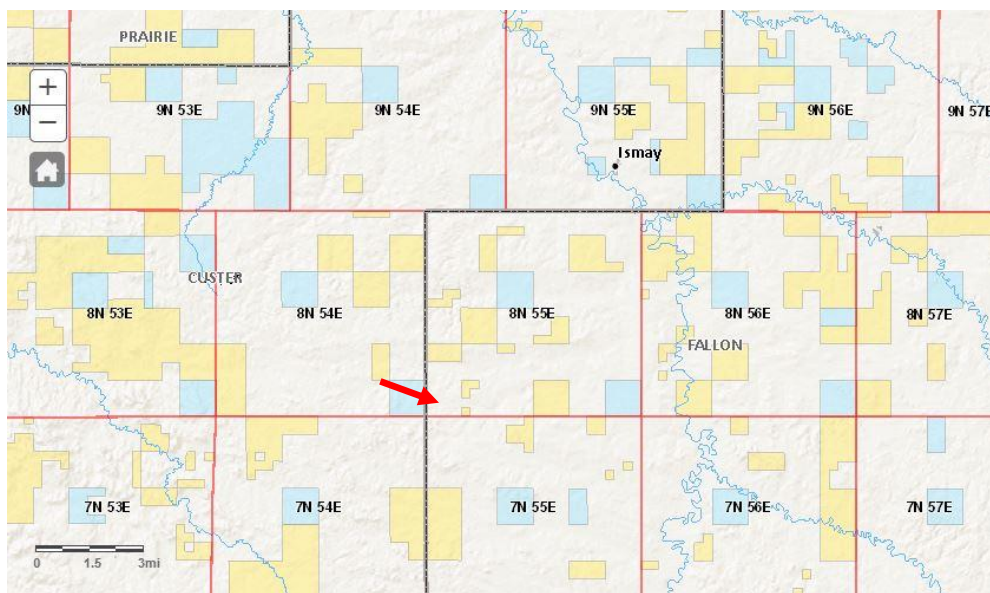 PRAIRIE
+
−
9N
9N 53E
9N 54E
9N 55E
9N 56E
9N 57E
Ismay
CUSTER
8N 53E
8N 54E
8N 55E
8N 56E
8N 57E
FALLON
7N 53E
7N 54E
7N 55E
7N 56E
7N 57E
0 1.5 3mi